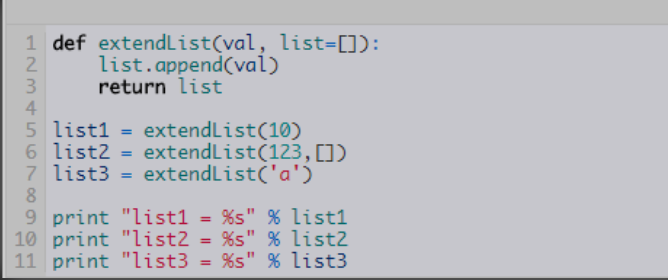 1 def extendList(val, list=[]):
2     list.append(val)
3     return list
4
5 list1 = extendList(10)
6 list2 = extendList(123,[])
7 list3 = extendList('a')
8
9 print "list1 = %s" % list1
10 print "list2 = %s" % list2
11 print "list3 = %s" % list3